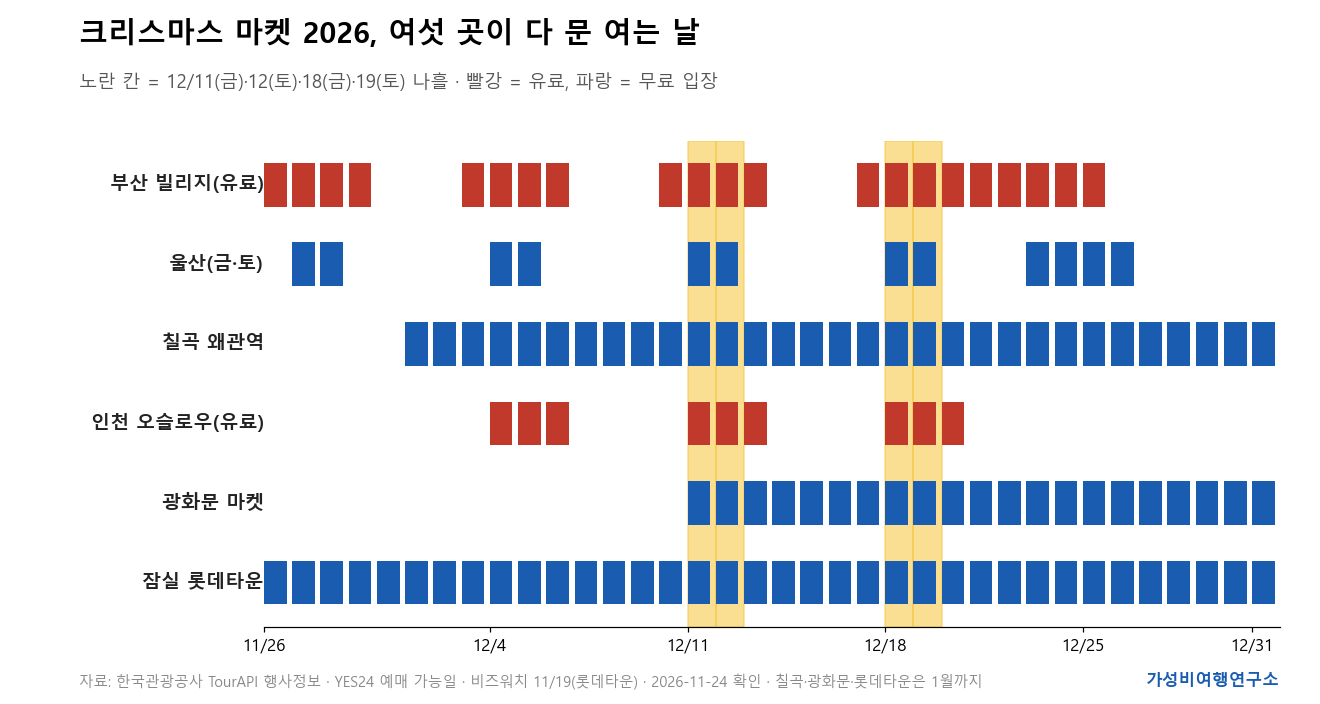 크리스마스 마켓 2026, 여섯 곳이 다 문 여는 날
노란 칸 = 12/11(금)·12(토)·18(금)·19(토) 나흘 · 빨강 = 유료, 파랑 = 무료 입장
부산 빌리지(유료)
울산(금·토)
칠곡 왜관역
인천 오슬로우(유료)
광화문 마켓
잠실 롯데타운
11/26 12/4 12/11 12/18 12/25 12/31
자료: 한국관광공사 TourAPI 행사정보 · YES24 예매 가능일 · 비즈워치 11/19(롯데타운) · 2026-11-24 확인 · 칠곡·광화문·롯데타운은 1월까지
가성비여행연구소